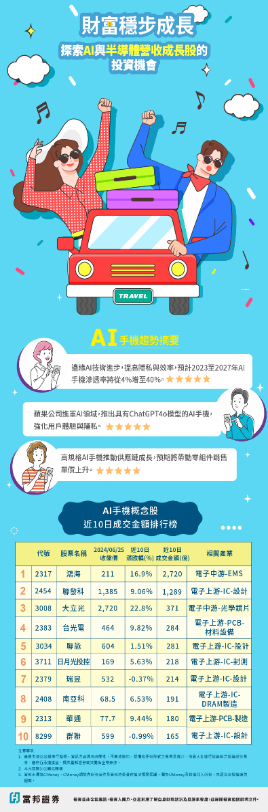 財富穩步成長
探索AI與半導體營收成長股的
投資機會
TRAVEL
AI手機趨勢摘要
邊緣AI技術進步，提高隱私與效率，預計2023至2027年AI
手機滲透率將從4%增至40%。★★★★★
蘋果公司進軍AI領域，推出具有ChatGPT4o模型的AI手機，
強化用戶體驗與隱私。★★★★★
高規格AI手機推動供應鏈成長，預期將帶動零組件銷售
單價上升。★★★★★
AI手機概念股
近10日成交金額排行榜
代號 股票名稱 2024/06/25收盤價 近10日漲跌幅(%) 近10日成交金額(億) 相關產業
1 2317 鴻海 211 16.9% 2,720 電子中游-EMS
2 2454 聯發科 1,385 9.06% 1,289 電子上游-IC-設計
3 3008 大立光 2,720 22.8% 371 電子中游-光學鏡片
4 2383 台光電 464 9.82% 284 電子上游-PCB-材料設備
5 3034 聯詠 604 1.51% 281 電子上游-IC-設計
6 3711 日月光投控 169 5.63% 218 電子上游-IC-封測
7 2379 瑞昱 532 -0.37% 214 電子上游-IC-設計
8 2408 南亞科 68.5 6.53% 191 電子上游-IC-DRAM製造
9 2313 華通 77.7 9.44% 180 電子上游-PCB-製造
10 8299 群聯 599 -0.99% 165 電子上游-IC-設計
富邦證券